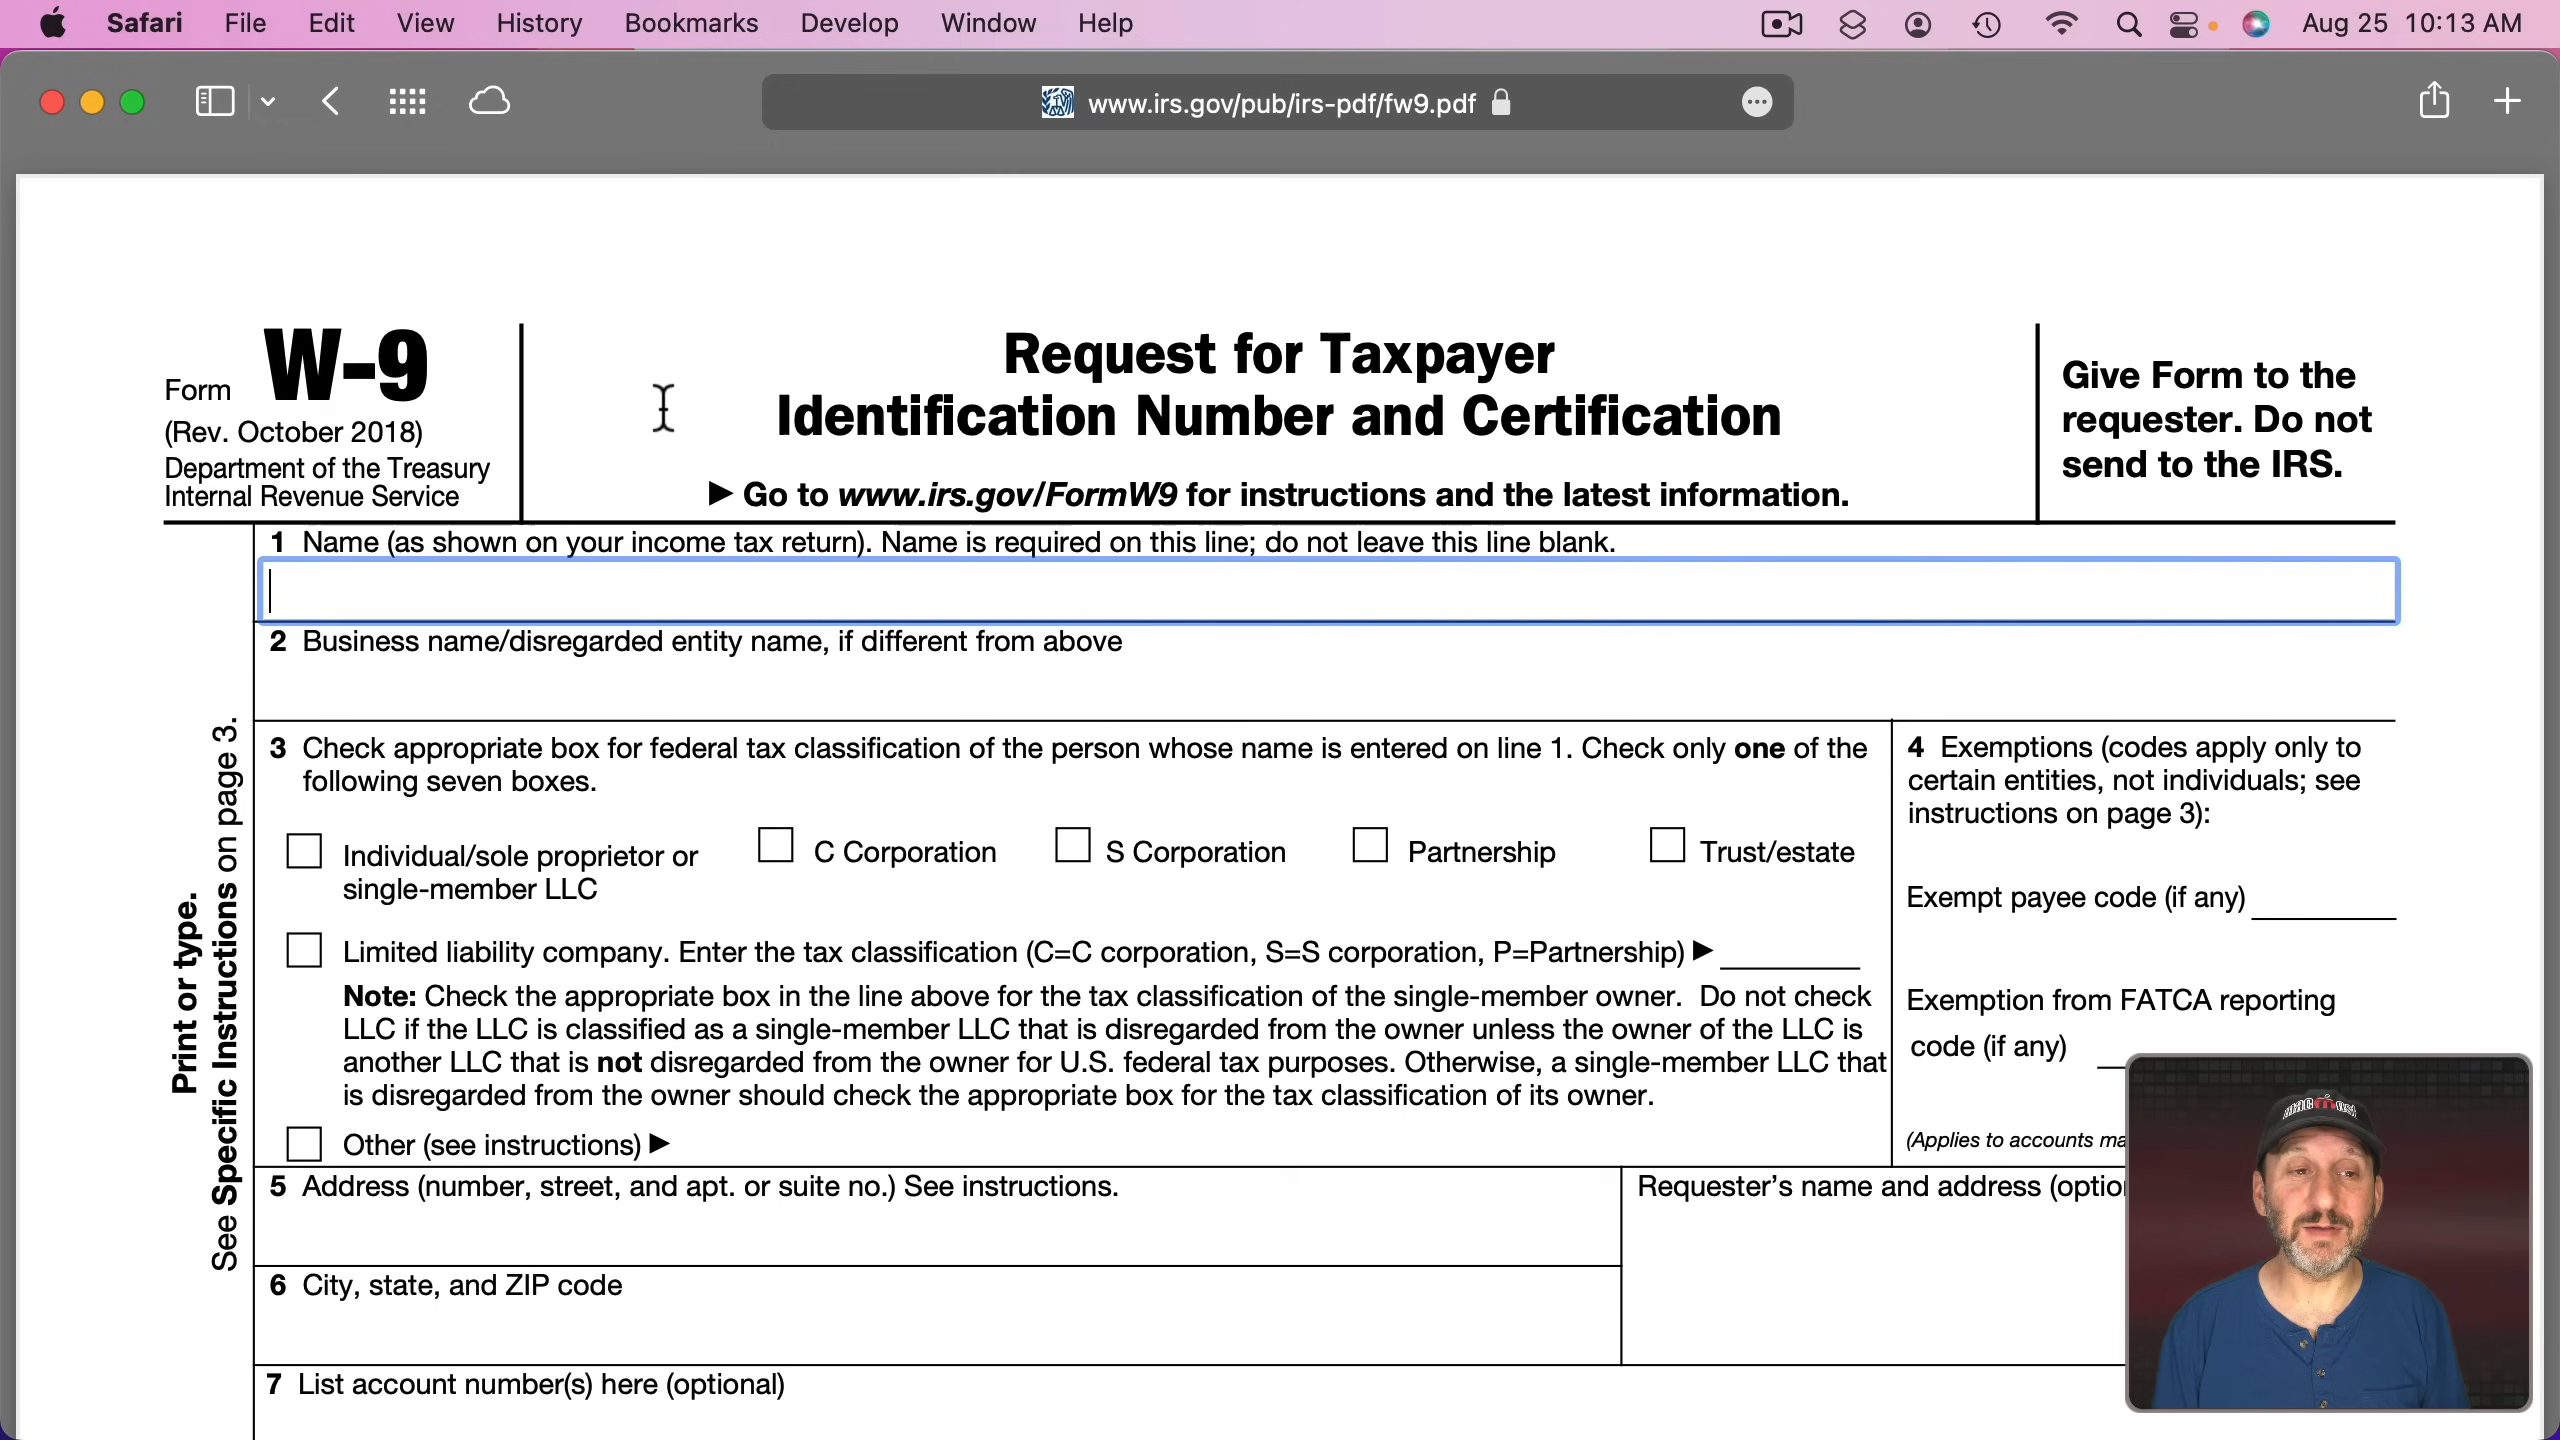 Safari File Edit View History Bookmarks Develop Window Help Aug 25 10:13 AM
www.irs.gov/pub/irs-pdf/fw9.pdf
Form W-9
(Rev. October 2018)
Department of the Treasury
Internal Revenue Service
Request for Taxpayer
Identification Number and Certification
▶ Go to www.irs.gov/FormW9 for instructions and the latest information.
Give Form to the
requester. Do not
send to the IRS.
Print or type.
See Specific Instructions on page 3.
1 Name (as shown on your income tax return). Name is required on this line; do not leave this line blank.
2 Business name/disregarded entity name, if different from above
3 Check appropriate box for federal tax classification of the person whose name is entered on line 1. Check only one of the
following seven boxes.
Individual/sole proprietor or
single-member LLC
C Corporation
S Corporation
Partnership
Trust/estate
Limited liability company. Enter the tax classification (C=C corporation, S=S corporation, P=Partnership) ▶
Note: Check the appropriate box in the line above for the tax classification of the single-member owner. Do not check
LLC if the LLC is classified as a single-member LLC that is disregarded from the owner unless the owner of the LLC is
another LLC that is not disregarded from the owner for U.S. federal tax purposes. Otherwise, a single-member LLC that
is disregarded from the owner should check the appropriate box for the tax classification of its owner.
Other (see instructions) ▶
4 Exemptions (codes apply only to
certain entities, not individuals; see
instructions on page 3):
Exempt payee code (if any)
Exemption from FATCA reporting
code (if any)
(Applies to accounts ma
5 Address (number, street, and apt. or suite no.) See instructions.
Requester's name and address (optio
6 City, state, and ZIP code
7 List account number(s) here (optional)
macmost